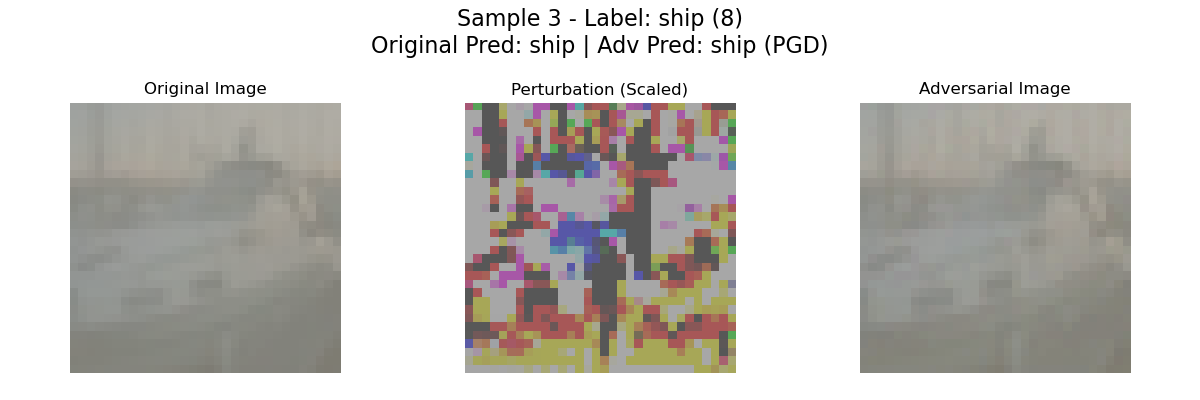 Sample 3 - Label: ship (8)
Original Pred: ship | Adv Pred: ship (PGD)
Original Image
Perturbation (Scaled)
Adversarial Image